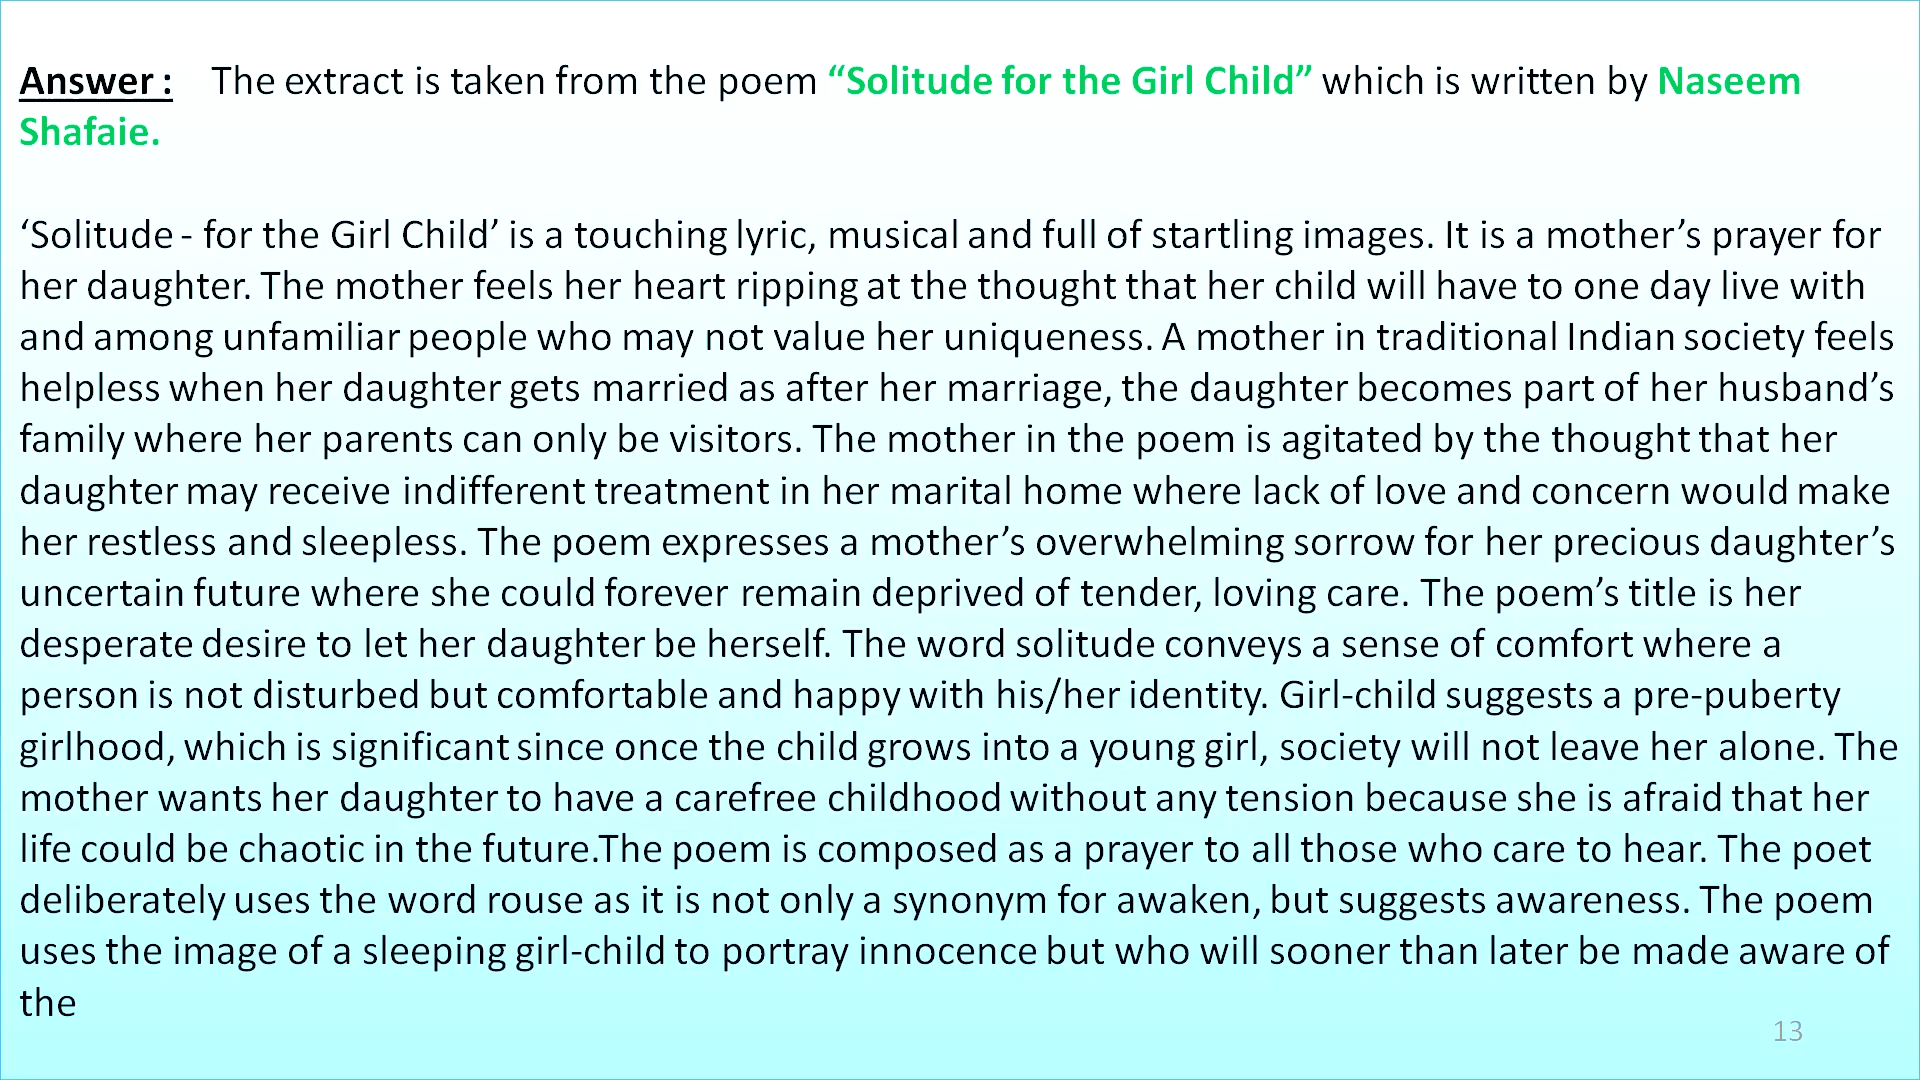 Answer : The extract is taken from the poem “Solitude for the Girl Child” which is written by Naseem
Shafaie.
‘Solitude - for the Girl Child’ is a touching lyric, musical and full of startling images. It is a mother’s prayer for
her daughter. The mother feels her heart ripping at the thought that her child will have to one day live with
and among unfamiliar people who may not value her uniqueness. A mother in traditional Indian society feels
helpless when her daughter gets married as after her marriage, the daughter becomes part of her husband’s
family where her parents can only be visitors. The mother in the poem is agitated by the thought that her
daughter may receive indifferent treatment in her marital home where lack of love and concern would make
her restless and sleepless. The poem expresses a mother’s overwhelming sorrow for her precious daughter’s
uncertain future where she could forever remain deprived of tender, loving care. The poem’s title is her
desperate desire to let her daughter be herself. The word solitude conveys a sense of comfort where a
person is not disturbed but comfortable and happy with his/her identity. Girl-child suggests a pre-puberty
girlhood, which is significant since once the child grows into a young girl, society will not leave her alone. The
mother wants her daughter to have a carefree childhood without any tension because she is afraid that her
life could be chaotic in the future.The poem is composed as a prayer to all those who care to hear. The poet
deliberately uses the word rouse as it is not only a synonym for awaken, but suggests awareness. The poem
uses the image of a sleeping girl-child to portray innocence but who will sooner than later be made aware of
the
13